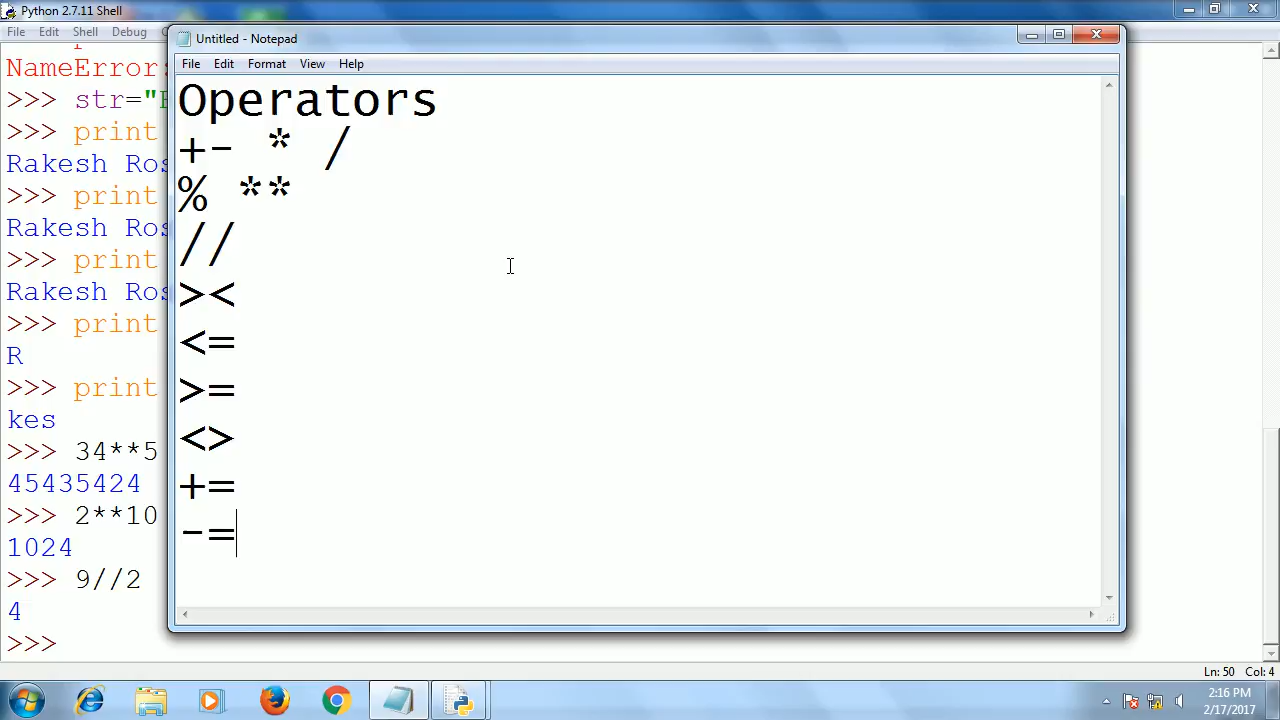 Python 2.7.11 Shell
File Edit Shell Debug
NameError:
>>> str="
>>> print
Rakesh Ros
>>> print
Rakesh Ros
>>> print
Rakesh Ros
>>> print
R
>>> print
kes
>>> 34**5
45435424
>>> 2**10
1024
>>> 9//2
4
>>>
Untitled - Notepad
File Edit Format View Help
Operators
+- * /
% **
//
><
<=
>=
<>
+=
-=
Ln: 50 Col: 4
2:16 PM
2/17/2017